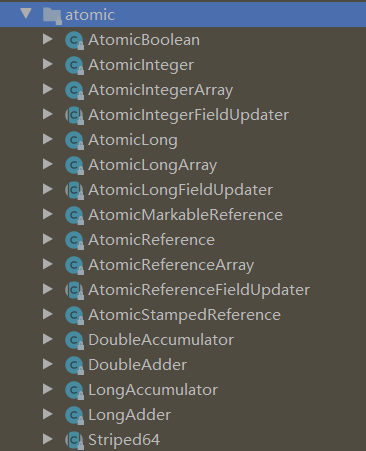 atomic
AtomicBoolean
AtomicInteger
AtomicIntegerArray
AtomicIntegerFieldUpdater
AtomicLong
AtomicLongArray
AtomicLongFieldUpdater
AtomicMarkableReference
AtomicReference
AtomicReferenceArray
AtomicReferenceFieldUpdater
AtomicStampedReference
DoubleAccumulator
DoubleAdder
LongAccumulator
LongAdder
Striped64